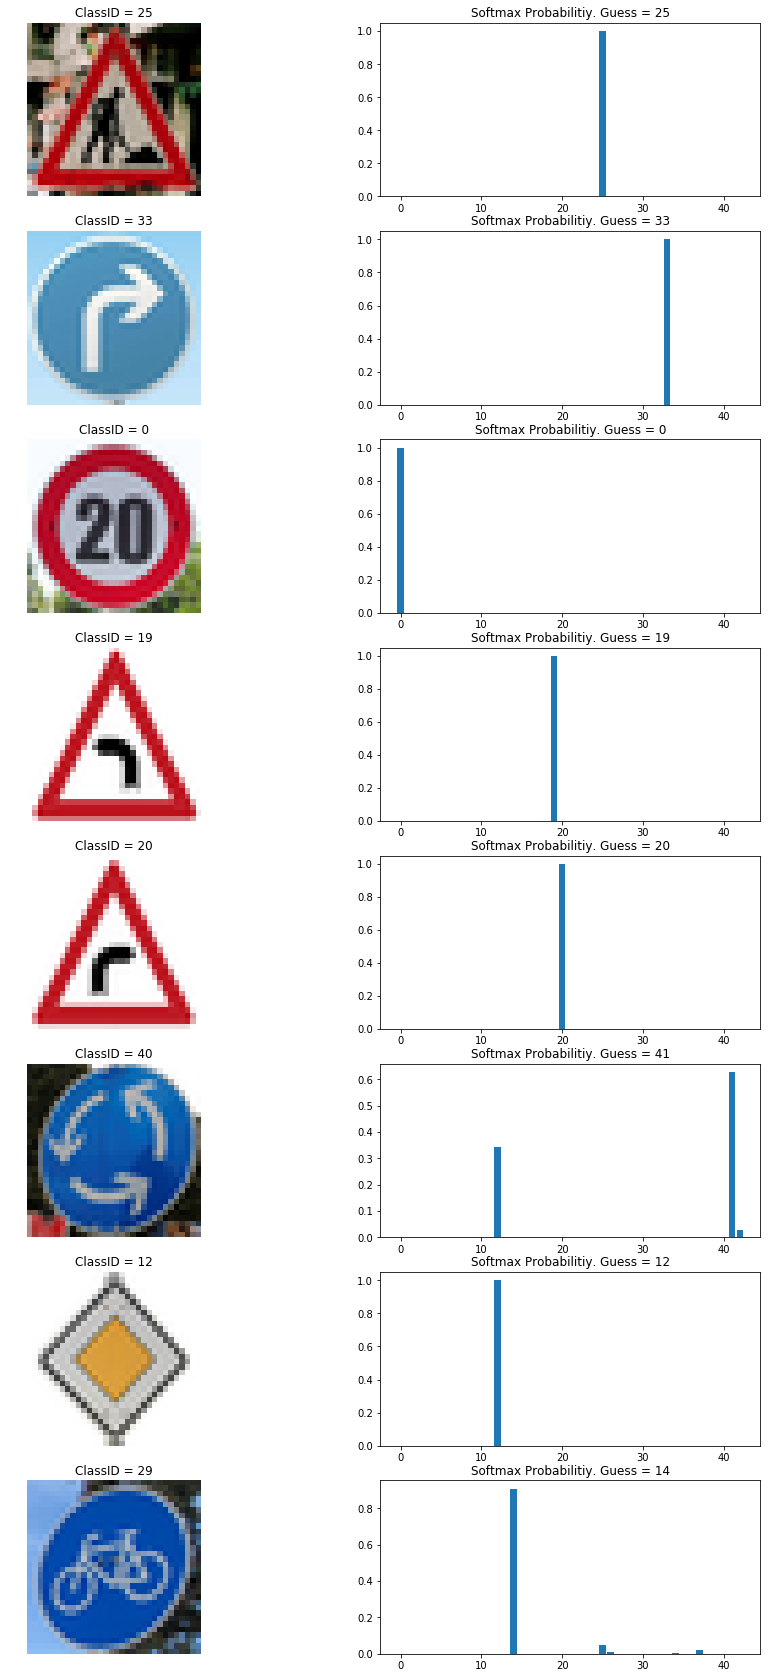 ClassID = 25
Softmax Probabilitiy. Guess = 25
1.0
0.8
0.6
0.4
0.2
0.0
0 10 20 30 40
ClassID = 33
Softmax Probabilitiy. Guess = 33
1.0
0.8
0.6
0.4
0.2
0.0
0 10 20 30 40
ClassID = 0
Softmax Probabilitiy. Guess = 0
20
1.0
0.8
0.6
0.4
0.2
0.0
0 10 20 30 40
ClassID = 19
Softmax Probabilitiy. Guess = 19
1.0
0.8
0.6
0.4
0.2
0.0
0 10 20 30 40
ClassID = 20
Softmax Probabilitiy. Guess = 20
1.0
0.8
0.6
0.4
0.2
0.0
0 10 20 30 40
ClassID = 40
Softmax Probabilitiy. Guess = 41
0.6
0.5
0.4
0.3
0.2
0.1
0.0
0 10 20 30 40
ClassID = 12
Softmax Probabilitiy. Guess = 12
1.0
0.8
0.6
0.4
0.2
0.0
0 10 20 30 40
ClassID = 29
Softmax Probabilitiy. Guess = 14
0.8
0.6
0.4
0.2
0.0
0 10 20 30 40